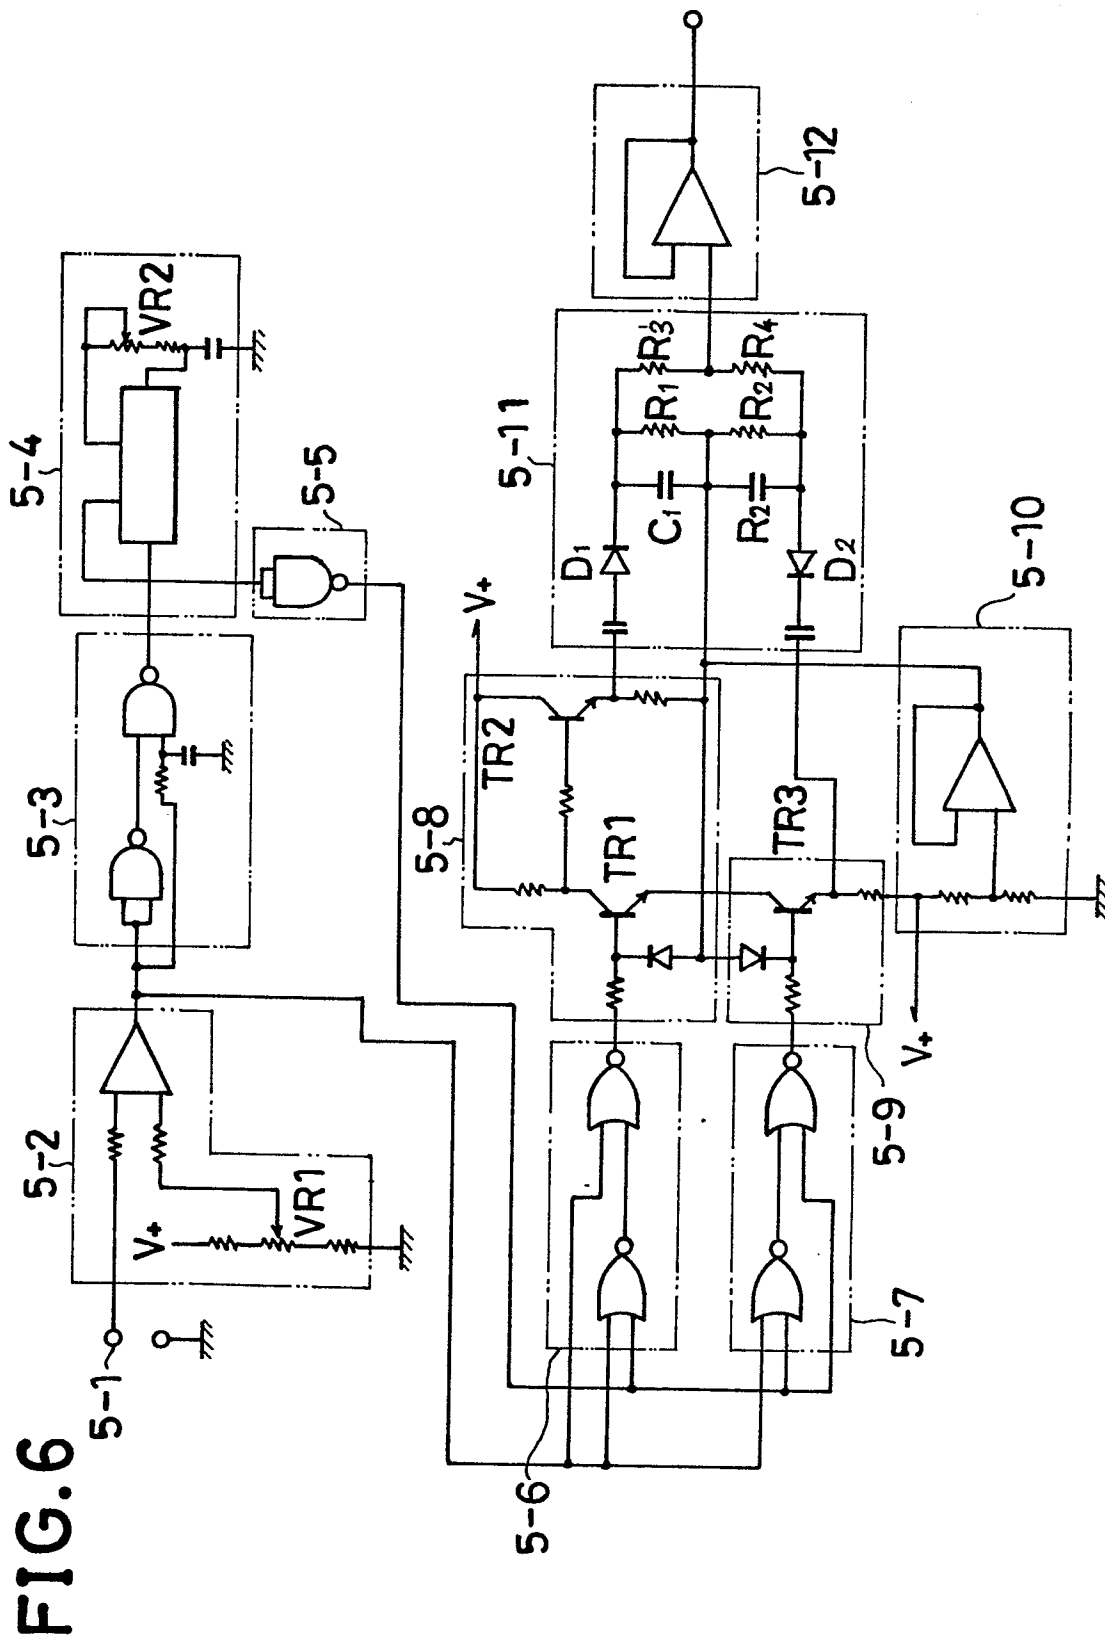 FIG. 6
5-1
5-2
V+
VR1
5-3
5-4
VR2
5-5
5-6
5-7
5-8
TR1
TR2
V+
5-9
TR3
V+
5-10
5-11
D1
C1
R1
R3
D2
R2
R2
R4
5-12